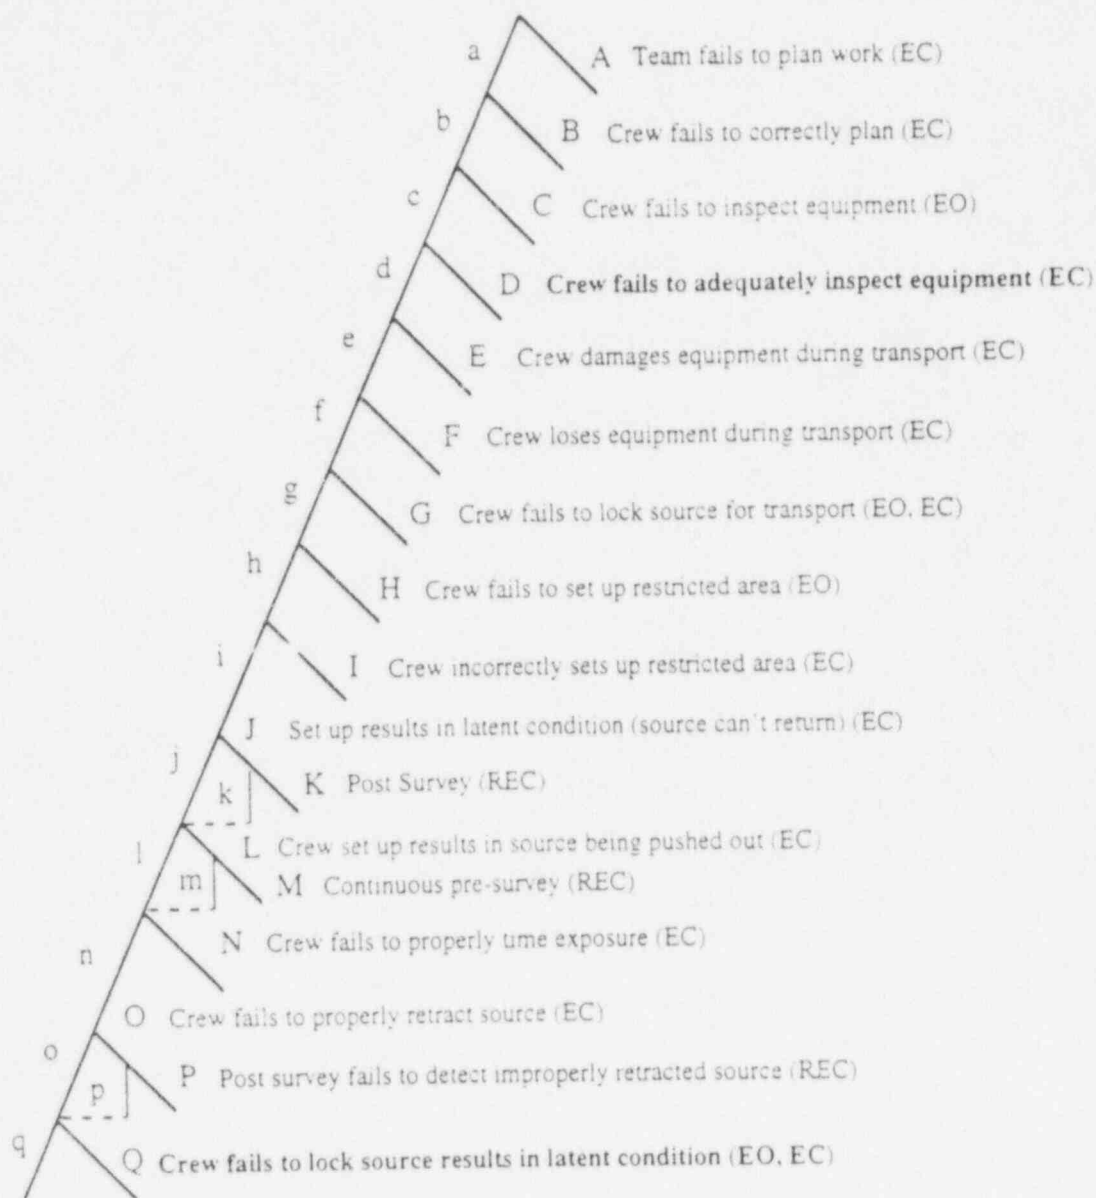 a
A Team fails to plan work (EC)
b
B Crew fails to correctly plan (EC)
c
C Crew fails to inspect equipment (EO)
d
D Crew fails to adequately inspect equipment (EC)
e
E Crew damages equipment during transport (EC)
f
F Crew loses equipment during transport (EC)
g
G Crew fails to lock source for transport (EO, EC)
h
H Crew fails to set up restricted area (EO)
i
I Crew incorrectly sets up restricted area (EC)
J Set up results in latent condition (source can't return) (EC)
j
k
K Post Survey (REC)
l
L Crew set up results in source being pushed out (EC)
m
M Continuous pre-survey (REC)
n
N Crew fails to properly time exposure (EC)
O Crew fails to properly retract source (EC)
o
p
P Post survey fails to detect improperly retracted source (REC)
q
Q Crew fails to lock source results in latent condition (EO, EC)